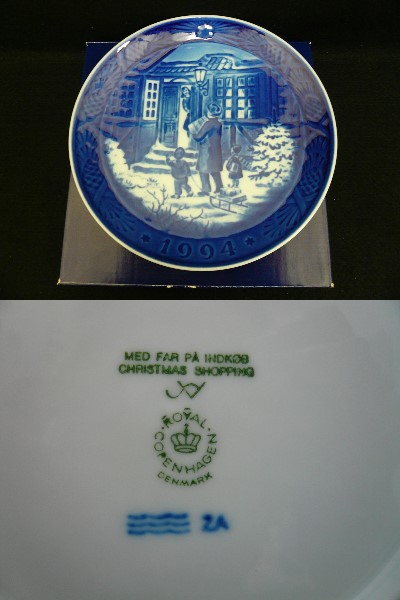 1994
MED FAR PÅ INDKØB
CHRISTMAS SHOPPING
ROYAL
COPENHAGEN
DENMARK
2A